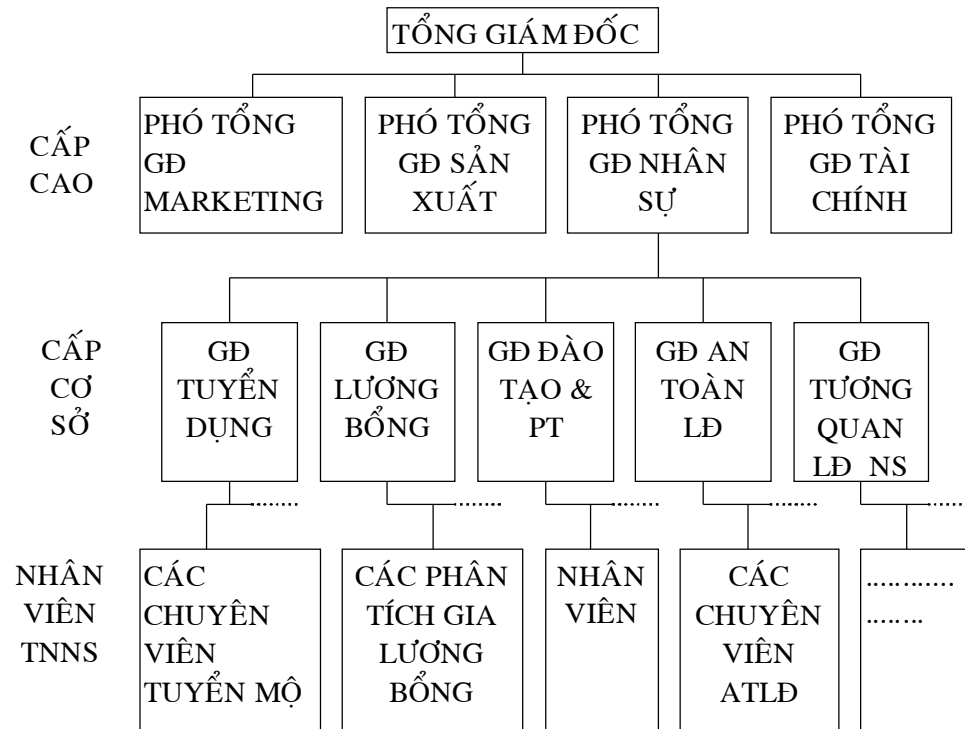 TỔNG GIÁM ĐỐC
CẤP
CAO
PHÓ TỔNG
GĐ
MARKETING
PHÓ TỔNG
GĐ SẢN
XUẤT
PHÓ TỔNG
GĐ NHÂN
SỰ
PHÓ TỔNG
GĐ TÀI
CHÍNH
CẤP
CƠ
SỞ
GĐ
TUYỂN
DỤNG
GĐ
LƯƠNG
BỔNG
GĐ ĐÀO
TẠO &
PT
GĐ AN
TOÀN
LĐ
GĐ
TƯƠNG
QUAN
LĐ NS
NHÂN
VIÊN
TNNS
CÁC
CHUYÊN
VIÊN
TUYỂN MỘ
CÁC PHÂN
TÍCH GIA
LƯƠNG
BỔNG
NHÂN
VIÊN
CÁC
CHUYÊN
VIÊN
ATLĐ
............
........